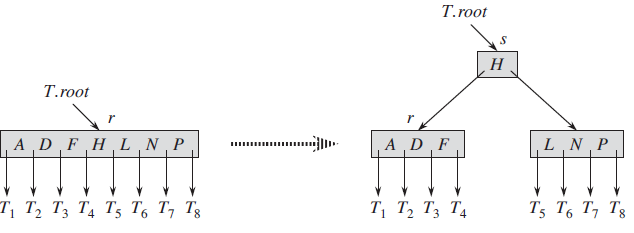 T.root
s
H
T.root
r
r
A D F H L N P
A D F
L N P
T1 T2 T3 T4 T5 T6 T7 T8
T1 T2 T3 T4
T5 T6 T7 T8